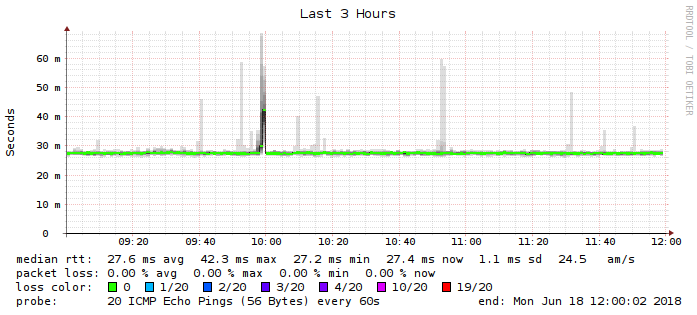 Last 3 Hours
RRDTOOL / TOBI OETIKER
Seconds
60 m
50 m
40 m
30 m
20 m
10 m
0
09:20 09:40 10:00 10:20 10:40 11:00 11:20 11:40 12:00
median rtt: 27.6 ms avg 42.3 ms max 27.2 ms min 27.4 ms now 1.1 ms sd 24.5 am/s
packet loss: 0.00 % avg 0.00 % max 0.00 % min 0.00 % now
loss color: 0 1/20 2/20 3/20 4/20 10/20 19/20
probe: 20 ICMP Echo Pings (56 Bytes) every 60s end: Mon Jun 18 12:00:02 2018